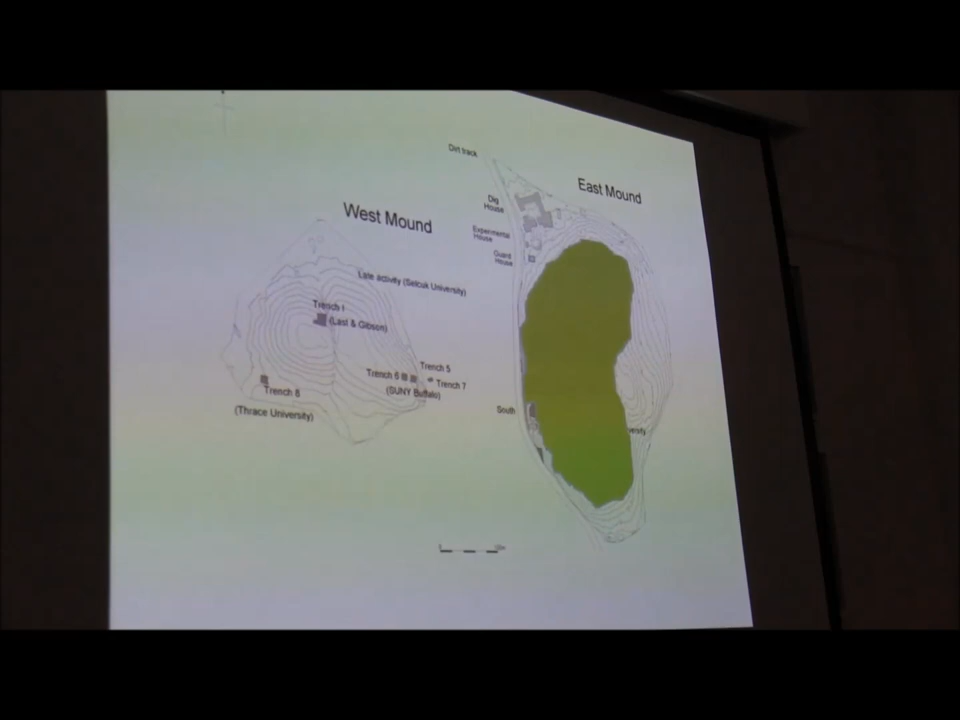 Dirt track
East Mound
Dig
House
West Mound
Experimental
House
Guard
House
Late activity (Selcuk University)
Trench I
(Last & Gibson)
Trench 5
Trench 6
Trench 7
Trench 8
(SUNY Buffalo)
South
(Thrace University)
versity